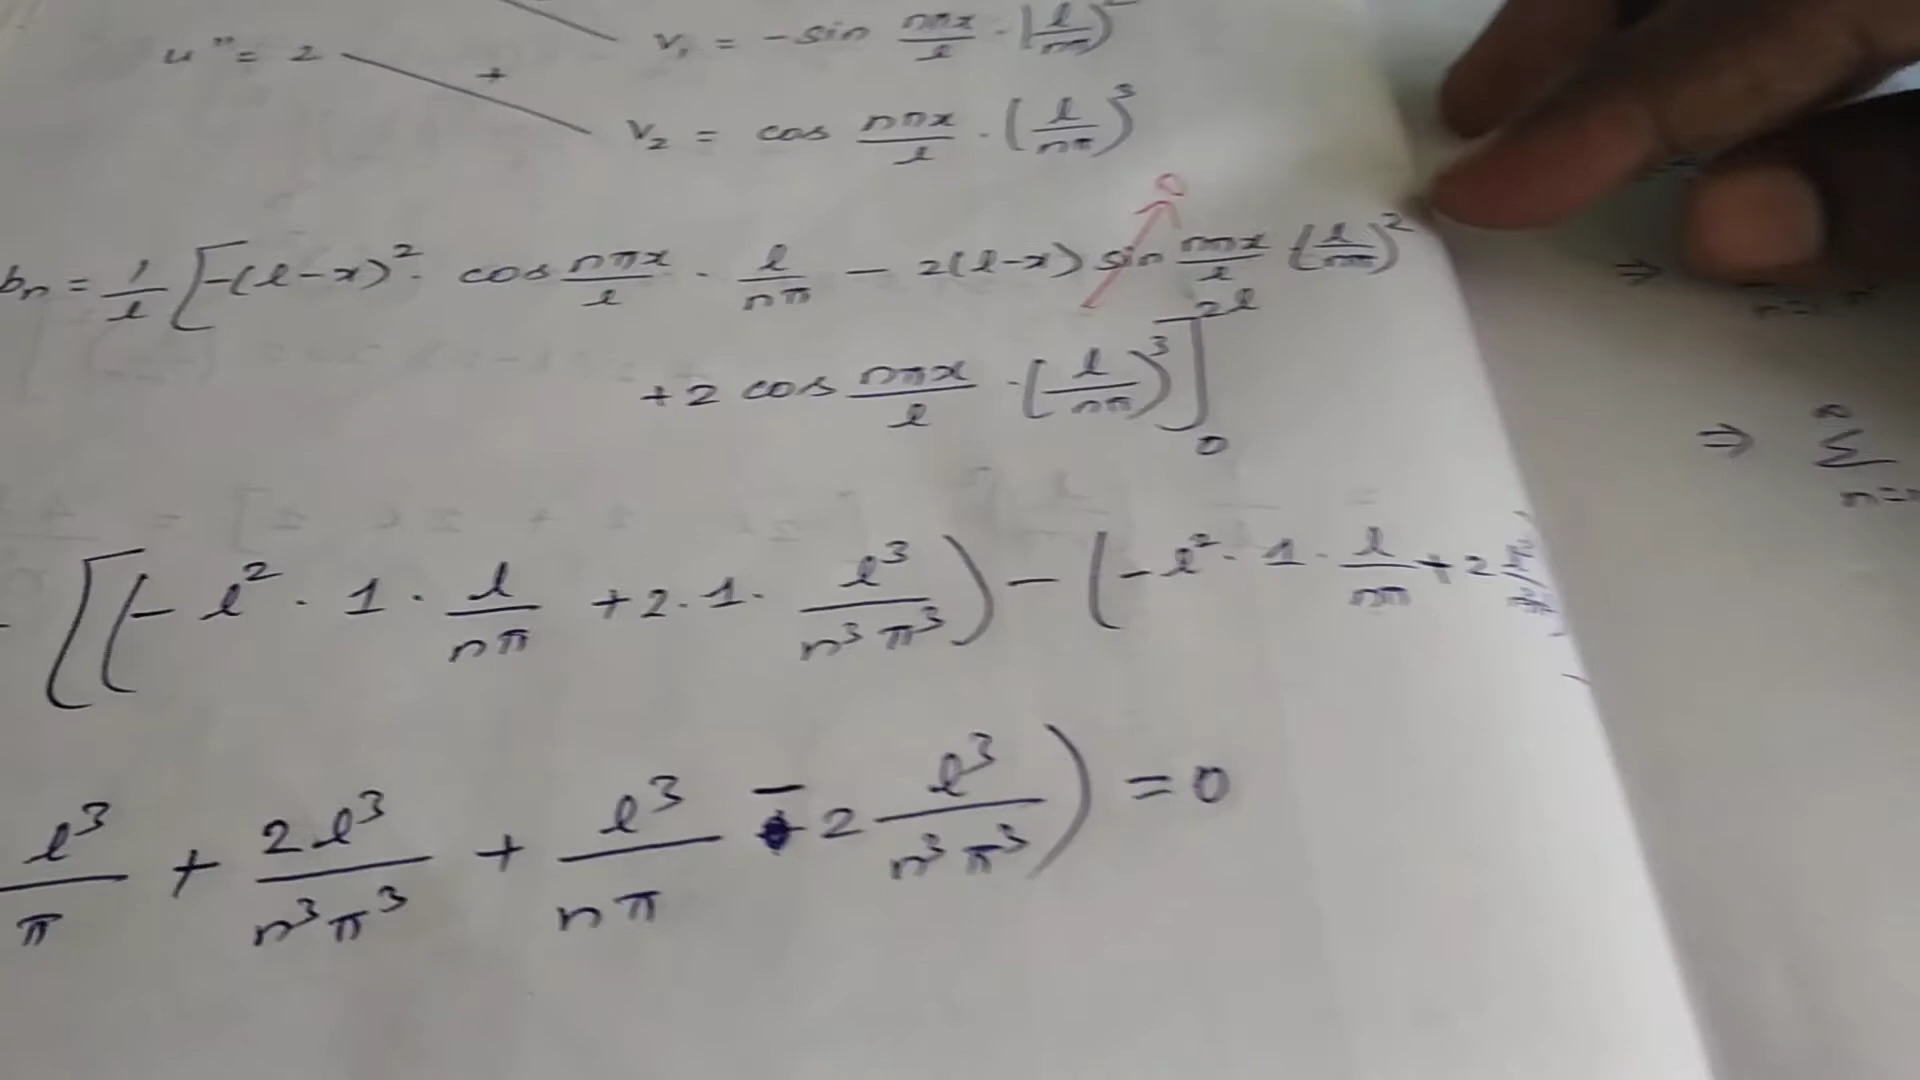 u'' = 2
+
v₁ = -sin nπx/l · (l/nπ)²
v₂ = cos nπx/l · (l/nπ)³
0
bn = 1/l [-(l-x)² · cos nπx/l · l/nπ - 2(l-x) sin nπx/l (l/nπ)²
+2 cos nπx/l · (l/nπ)³]₀²ˡ
[(-l² · 1 · l/nπ + 2 · 1 · l³/n³π³) - (-l² · 1 · l/nπ + 2
l³/π + 2l³/n³π³ + l³/nπ - 2 l³/n³π³) = 0
⇒
⇒ ∞ Σ n=